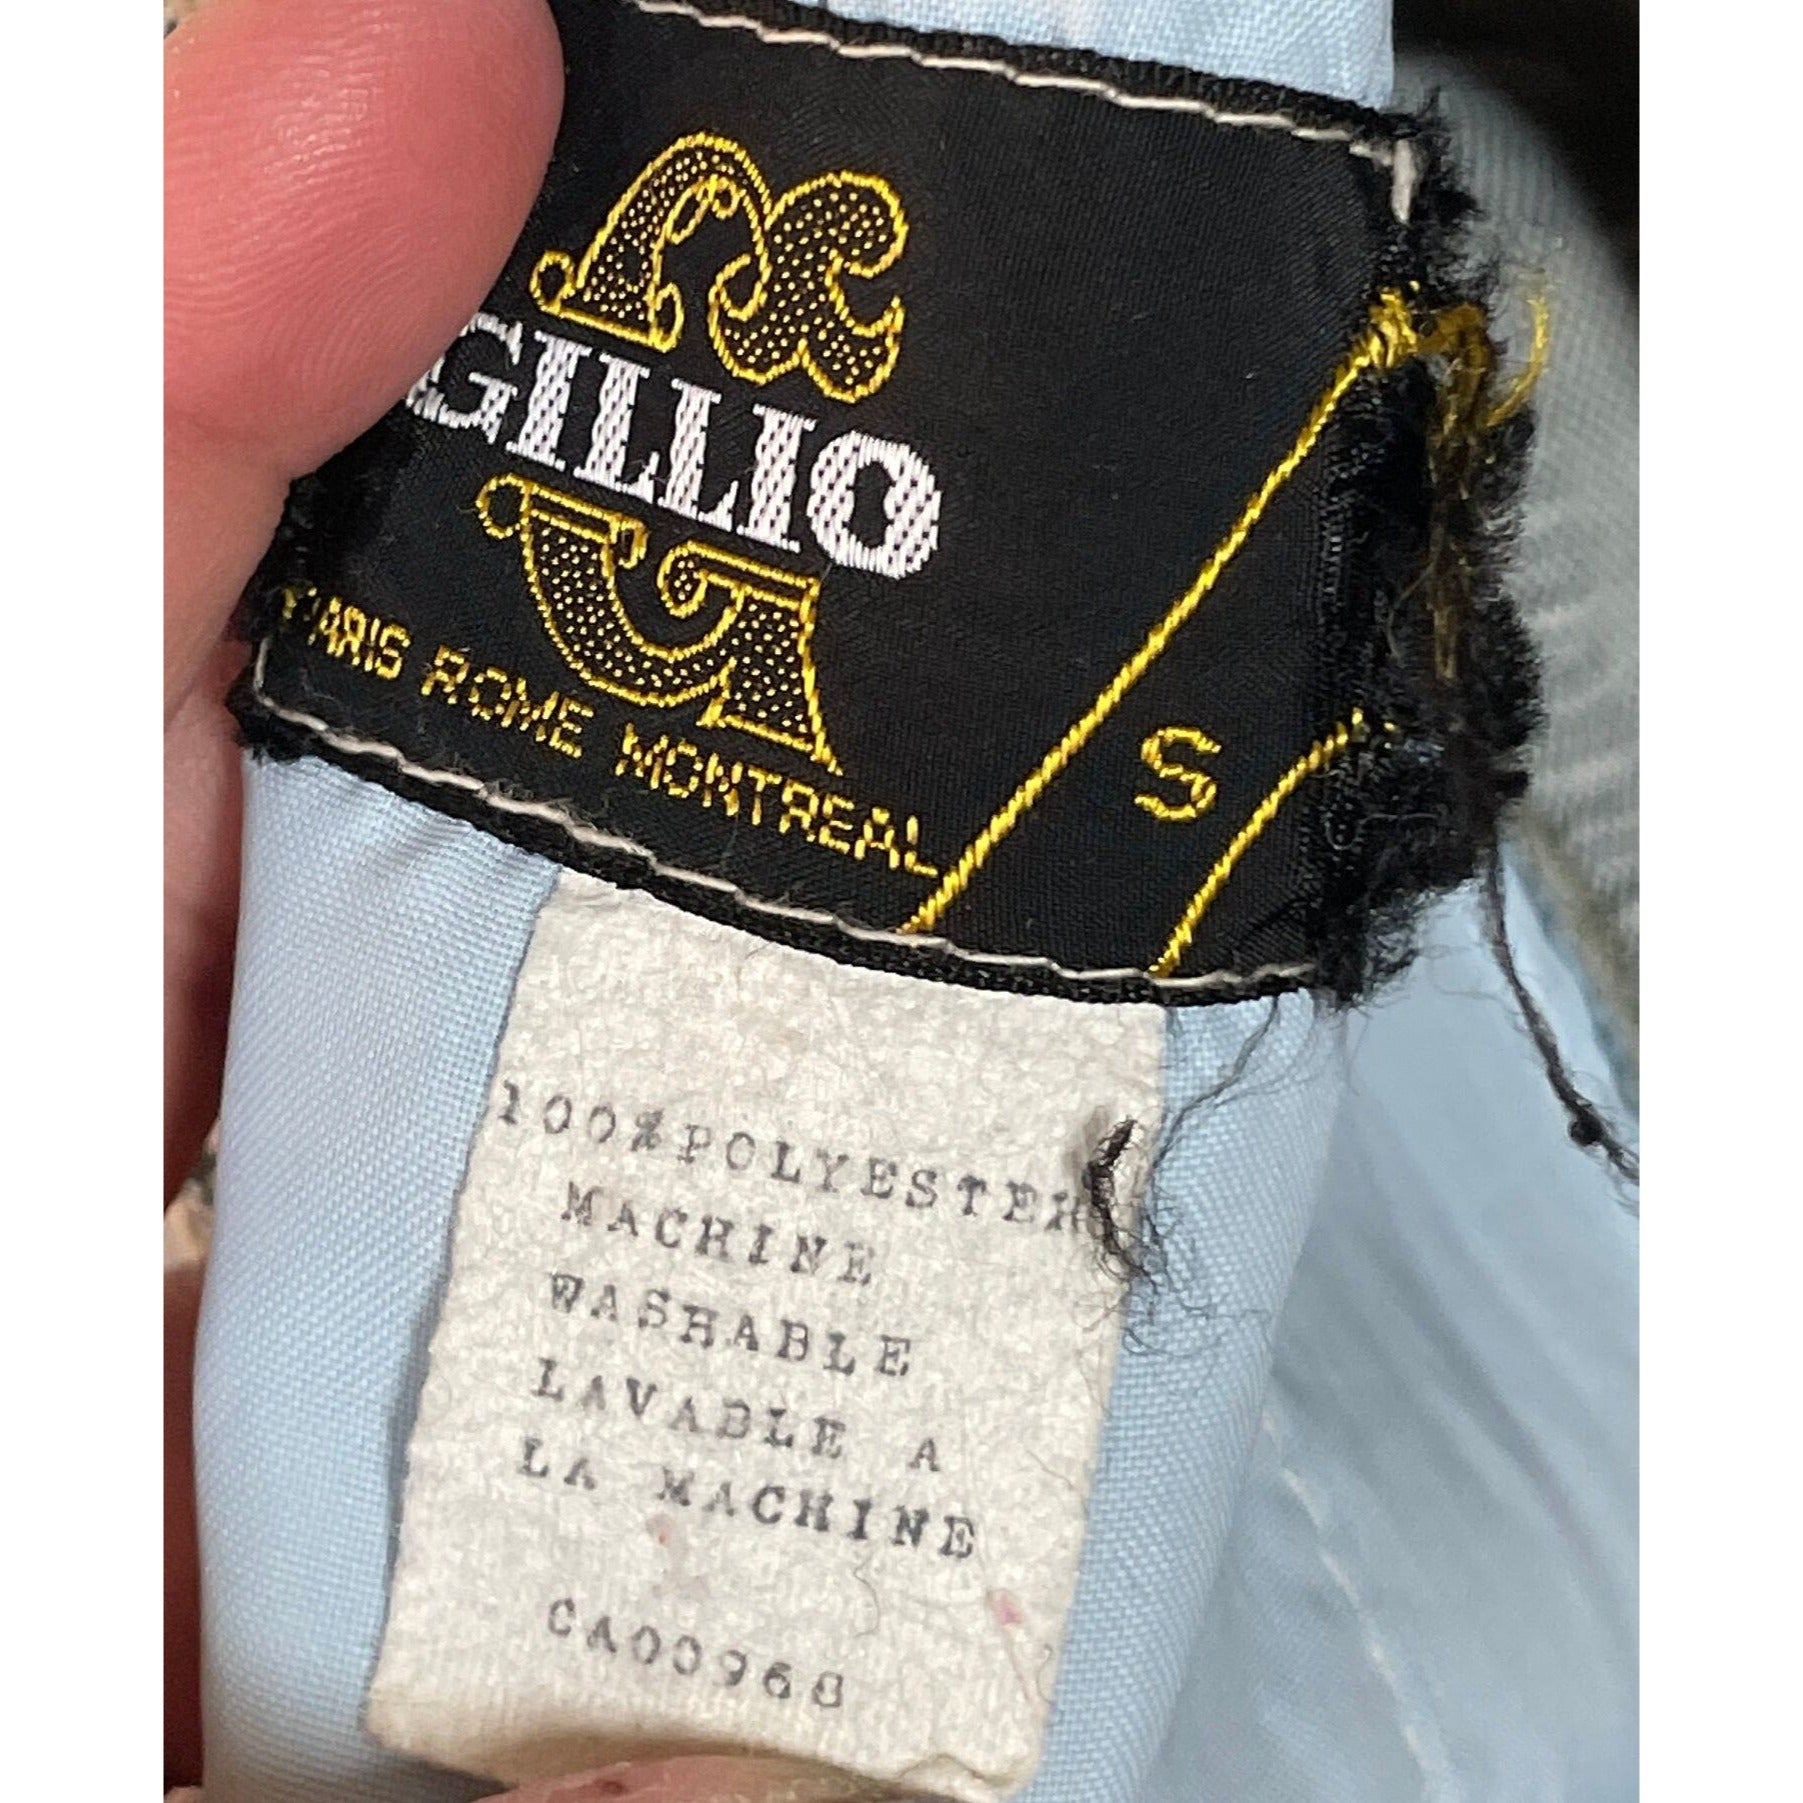 GILLIO
PARIS ROME MONTREAL
S
100%POLYESTER
MACHINE
WASHABLE
LAVABLE A
LA MACHINE
CA00968